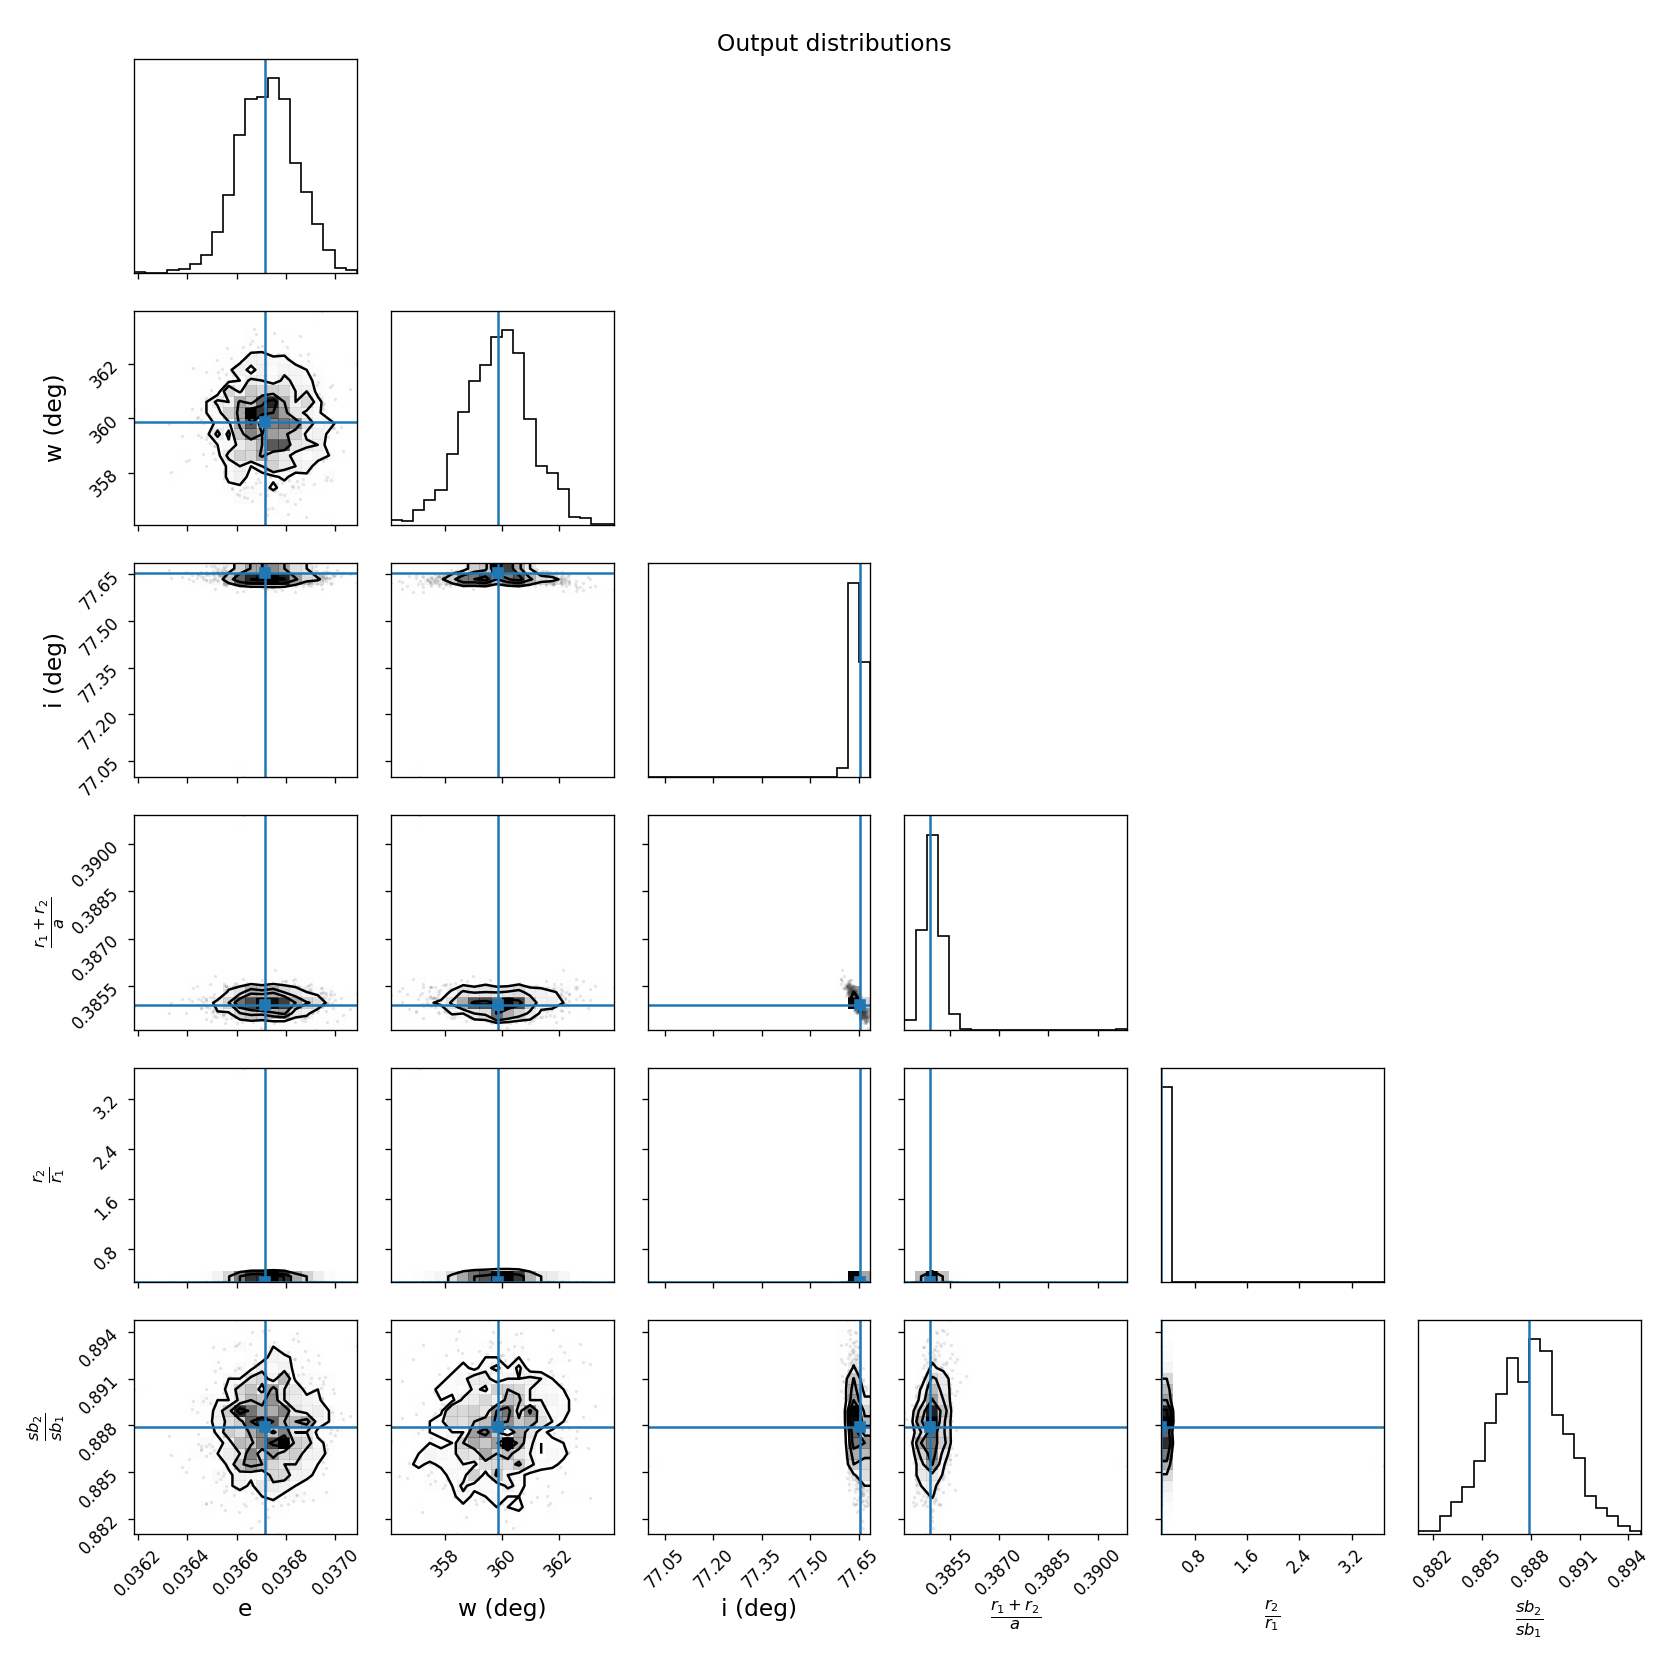 Output distributions
w (deg)
362
360
358
i (deg)
77.65
77.50
77.35
77.20
77.05
r₁ + r₂
a
0.3900
0.3885
0.3870
0.3855
r₂
r₁
3.2
2.4
1.6
0.8
sb₂
sb₁
0.894
0.891
0.888
0.885
0.882
0.0362 0.0364 0.0366 0.0368 0.0370 358 360 362 77.05 77.20 77.35 77.50 77.65 0.3855 0.3870 0.3885 0.3900 0.8 1.6 2.4 3.2 0.882 0.885 0.888 0.891 0.894
e w (deg) i (deg)
r₁ + r₂
a
r₂
r₁
sb₂
sb₁